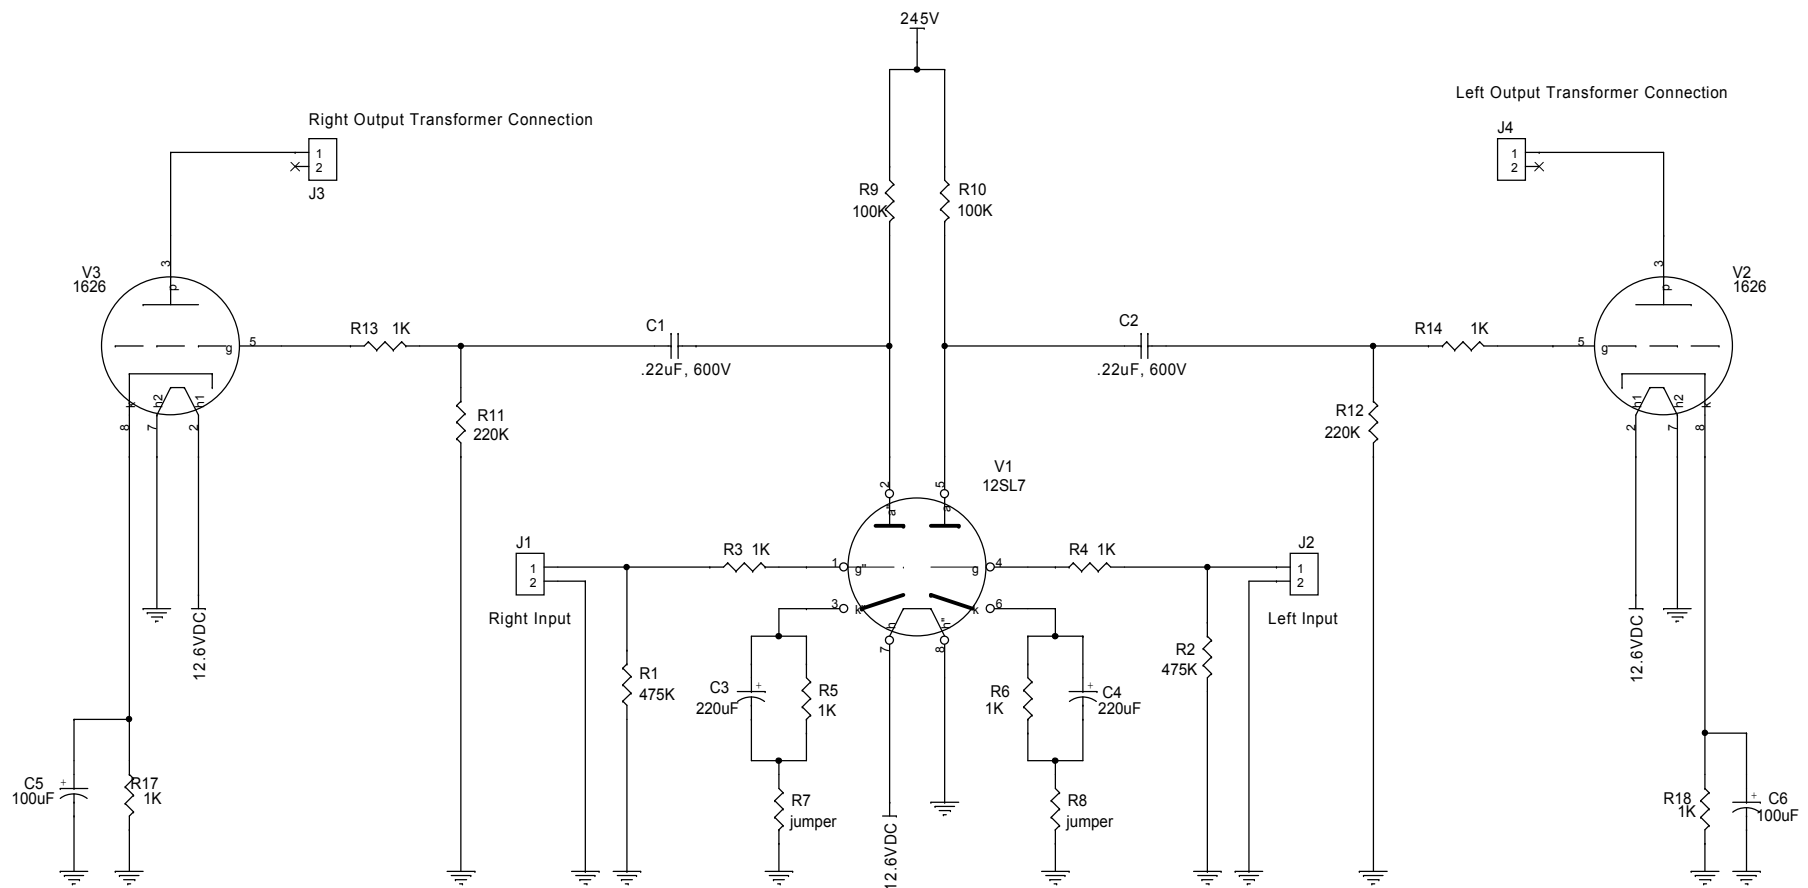 245V
Left Output Transformer Connection
Right Output Transformer Connection
J4
1
2
1
2
J3
R9
100K
R10
100K
V3
1626
3
p
g
5
k
h2
h1
8
7
2
R13 1K
C1
.22uF, 600V
C2
.22uF, 600V
R14 1K
V2
1626
3
p
5
g
h1
h2
k
2
7
8
R11
220K
R12
220K
V1
12SL7
2
5
a'
a
J1
1
2
Right Input
R3 1K
1
g"
g
4
R4 1K
J2
1
2
Left Input
3
k'
k
6
h
h"
7
8
12.6VDC
12.6VDC
R1
475K
C3
+
220uF
R5
1K
R6
1K
+
C4
220uF
R2
475K
C5
+
100uF
R17
1K
R7
jumper
12.6VDC
R8
jumper
R18
1K
+
C6
100uF